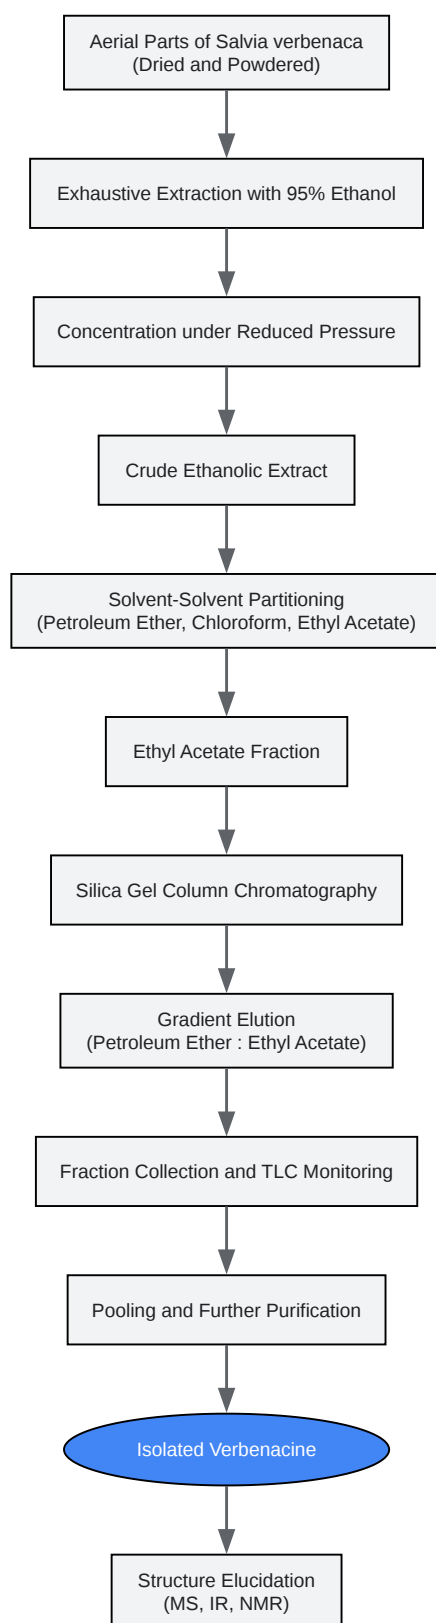 Aerial Parts of Salvia verbenaca
(Dried and Powdered)
Exhaustive Extraction with 95% Ethanol
Concentration under Reduced Pressure
Crude Ethanolic Extract
Solvent-Solvent Partitioning
(Petroleum Ether, Chloroform, Ethyl Acetate)
Ethyl Acetate Fraction
Silica Gel Column Chromatography
Gradient Elution
(Petroleum Ether : Ethyl Acetate)
Fraction Collection and TLC Monitoring
Pooling and Further Purification
Isolated Verbenacine
Structure Elucidation
(MS, IR, NMR)